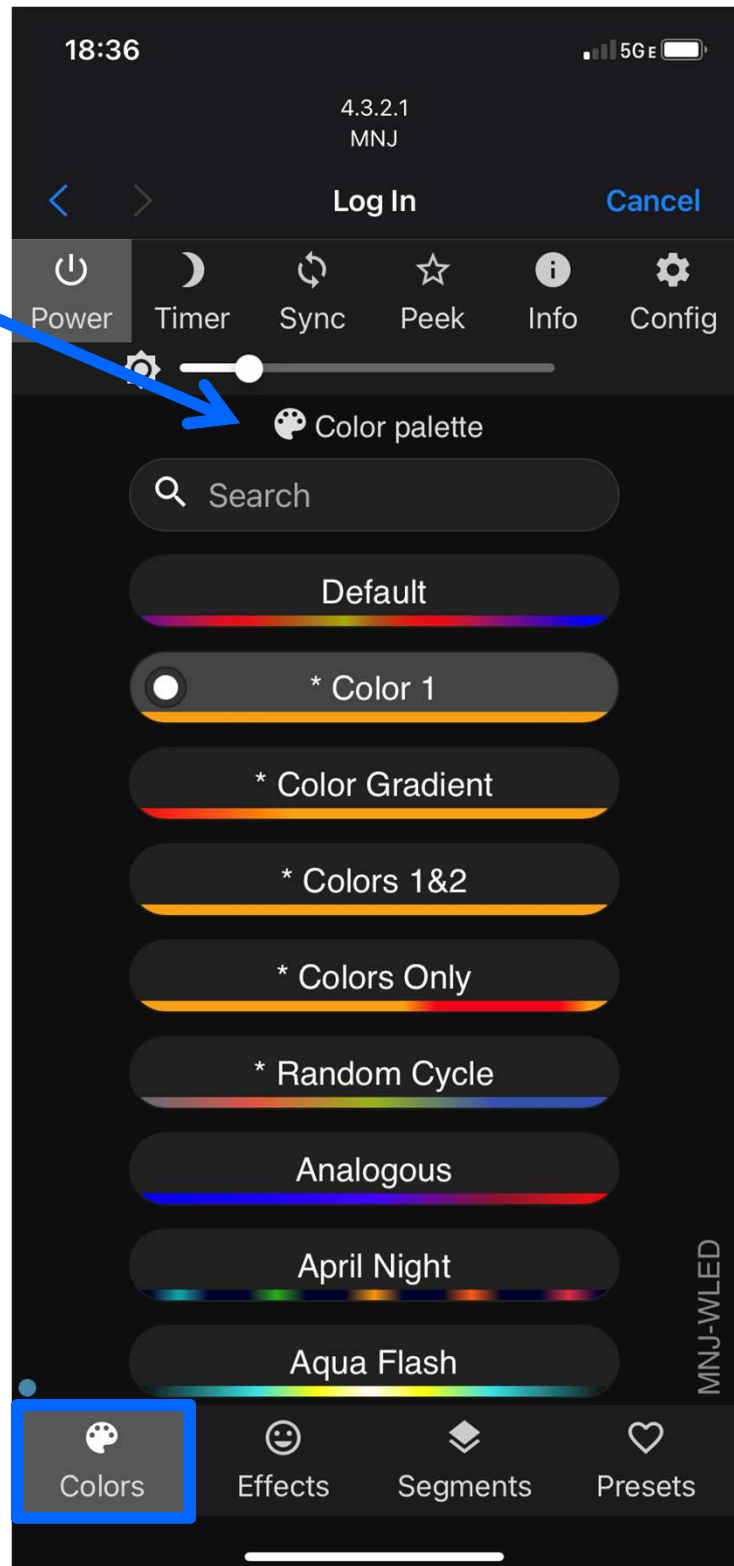 18:36 5GE
4.3.2.1
MNJ
Log In Cancel
Power Timer Sync Peek Info Config
Color palette
Search
Default
* Color 1
* Color Gradient
* Colors 1&2
* Colors Only
* Random Cycle
Analogous
April Night
Aqua Flash
MNJ-WLED
Colors Effects Segments Presets